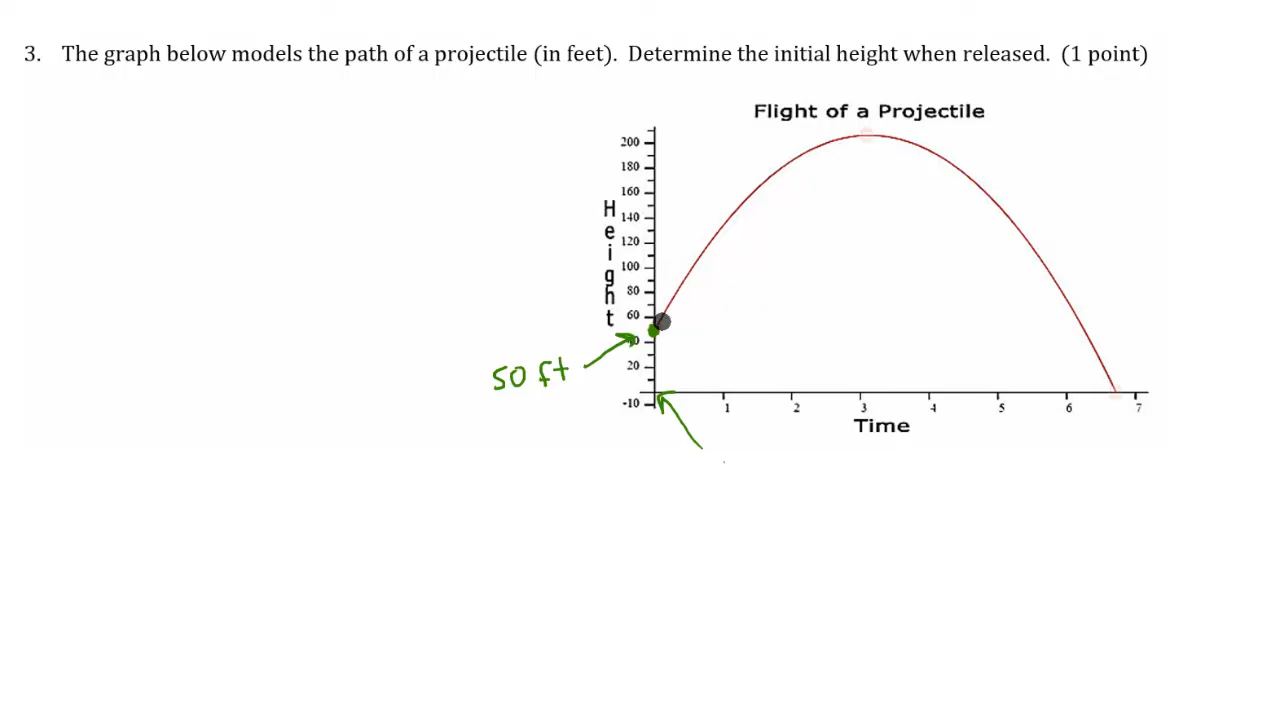 3. The graph below models the path of a projectile (in feet). Determine the initial height when released. (1 point)
Flight of a Projectile
200
180
160
140
120
100
80
60
20
-10
Height
50 ft
1 2 3 4 5 6 7
Time